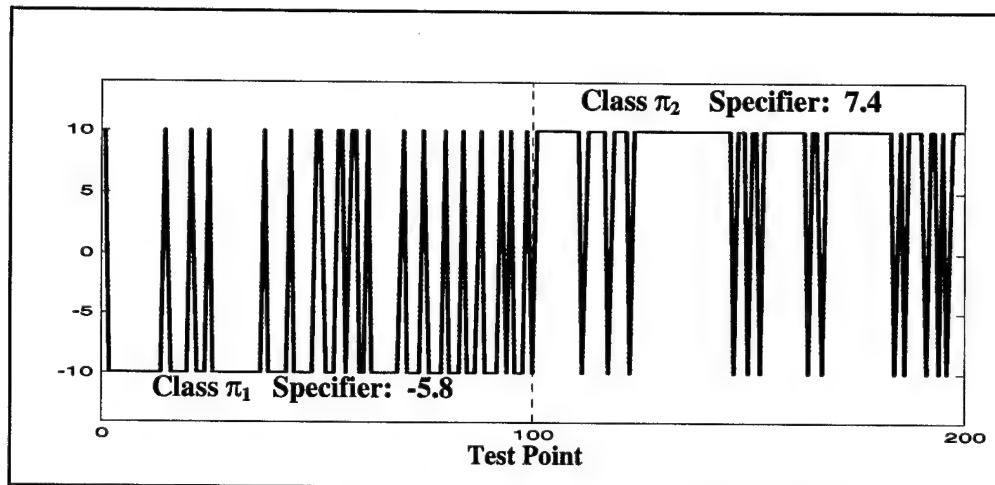 Class π₂ Specifier: 7.4
10
5
0
-5
-10
Class π₁ Specifier: -5.8
0
100
200
Test Point